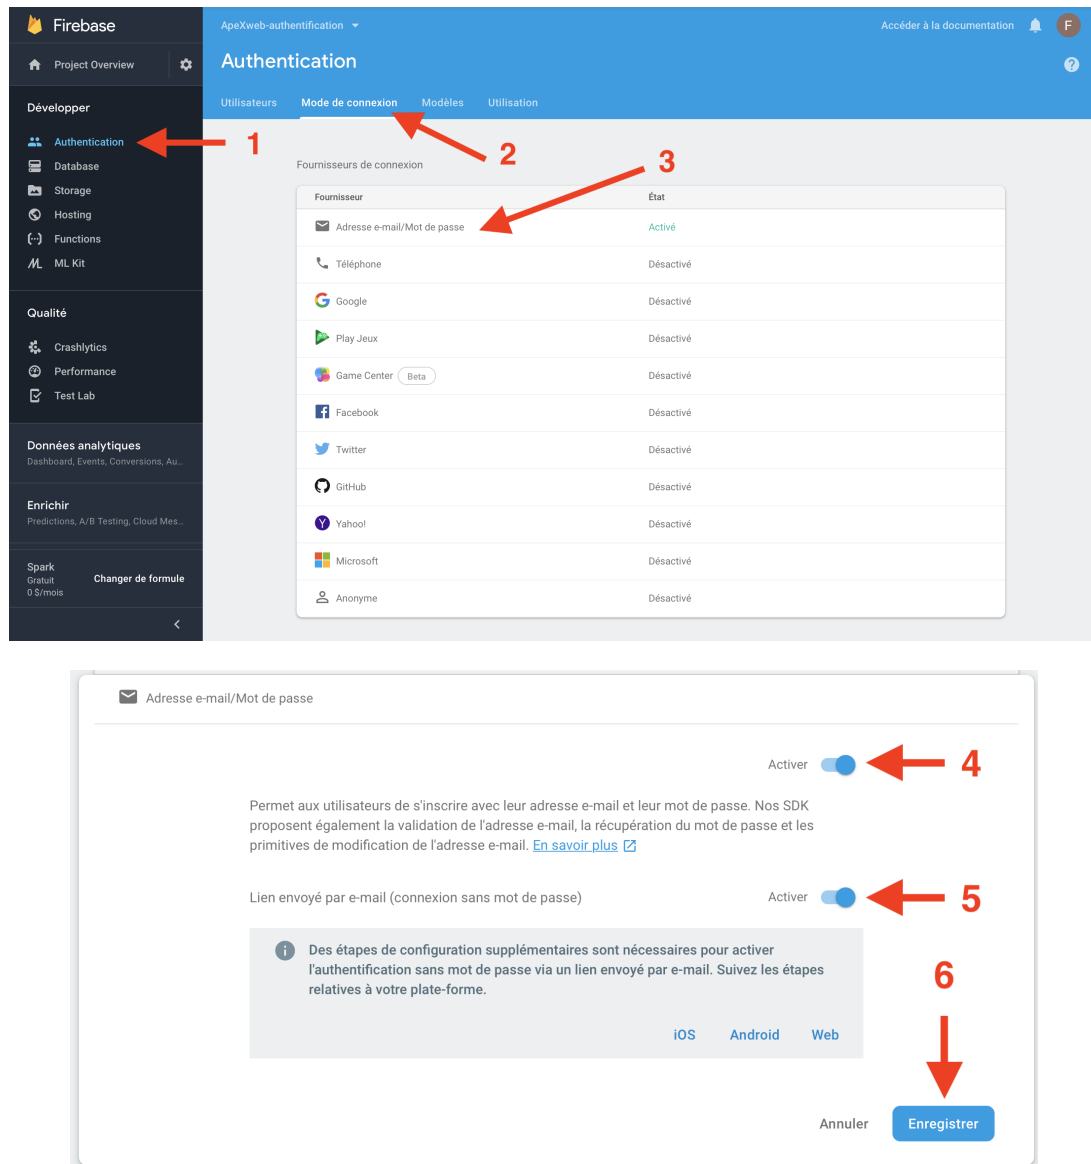 Firebase
ApeXweb-authentification
Accéder à la documentation
F
Project Overview
Authentication
?
Développer
Utilisateurs Mode de connexion Modèles Utilisation
Authentication
1
2
3
Database
Storage
Hosting
Functions
ML Kit
Fournisseurs de connexion
Fournisseur État
Adresse e-mail/Mot de passe Activé
Téléphone Désactivé
Google Désactivé
Play Jeux Désactivé
Game Center Beta Désactivé
Facebook Désactivé
Twitter Désactivé
GitHub Désactivé
Yahoo! Désactivé
Microsoft Désactivé
Anonyme Désactivé
Qualité
Crashlytics
Performance
Test Lab
Données analytiques
Dashboard, Events, Conversions, Au...
Enrichir
Predictions, A/B Testing, Cloud Mes...
Spark
Gratuit
0 $/mois
Changer de formule
Adresse e-mail/Mot de passe
Activer
4
Permet aux utilisateurs de s'inscrire avec leur adresse e-mail et leur mot de passe. Nos SDK
proposent également la validation de l'adresse e-mail, la récupération du mot de passe et les
primitives de modification de l'adresse e-mail. En savoir plus
Lien envoyé par e-mail (connexion sans mot de passe)
Activer
5
Des étapes de configuration supplémentaires sont nécessaires pour activer
l'authentification sans mot de passe via un lien envoyé par e-mail. Suivez les étapes
relatives à votre plate-forme.
6
iOS Android Web
Annuler Enregistrer